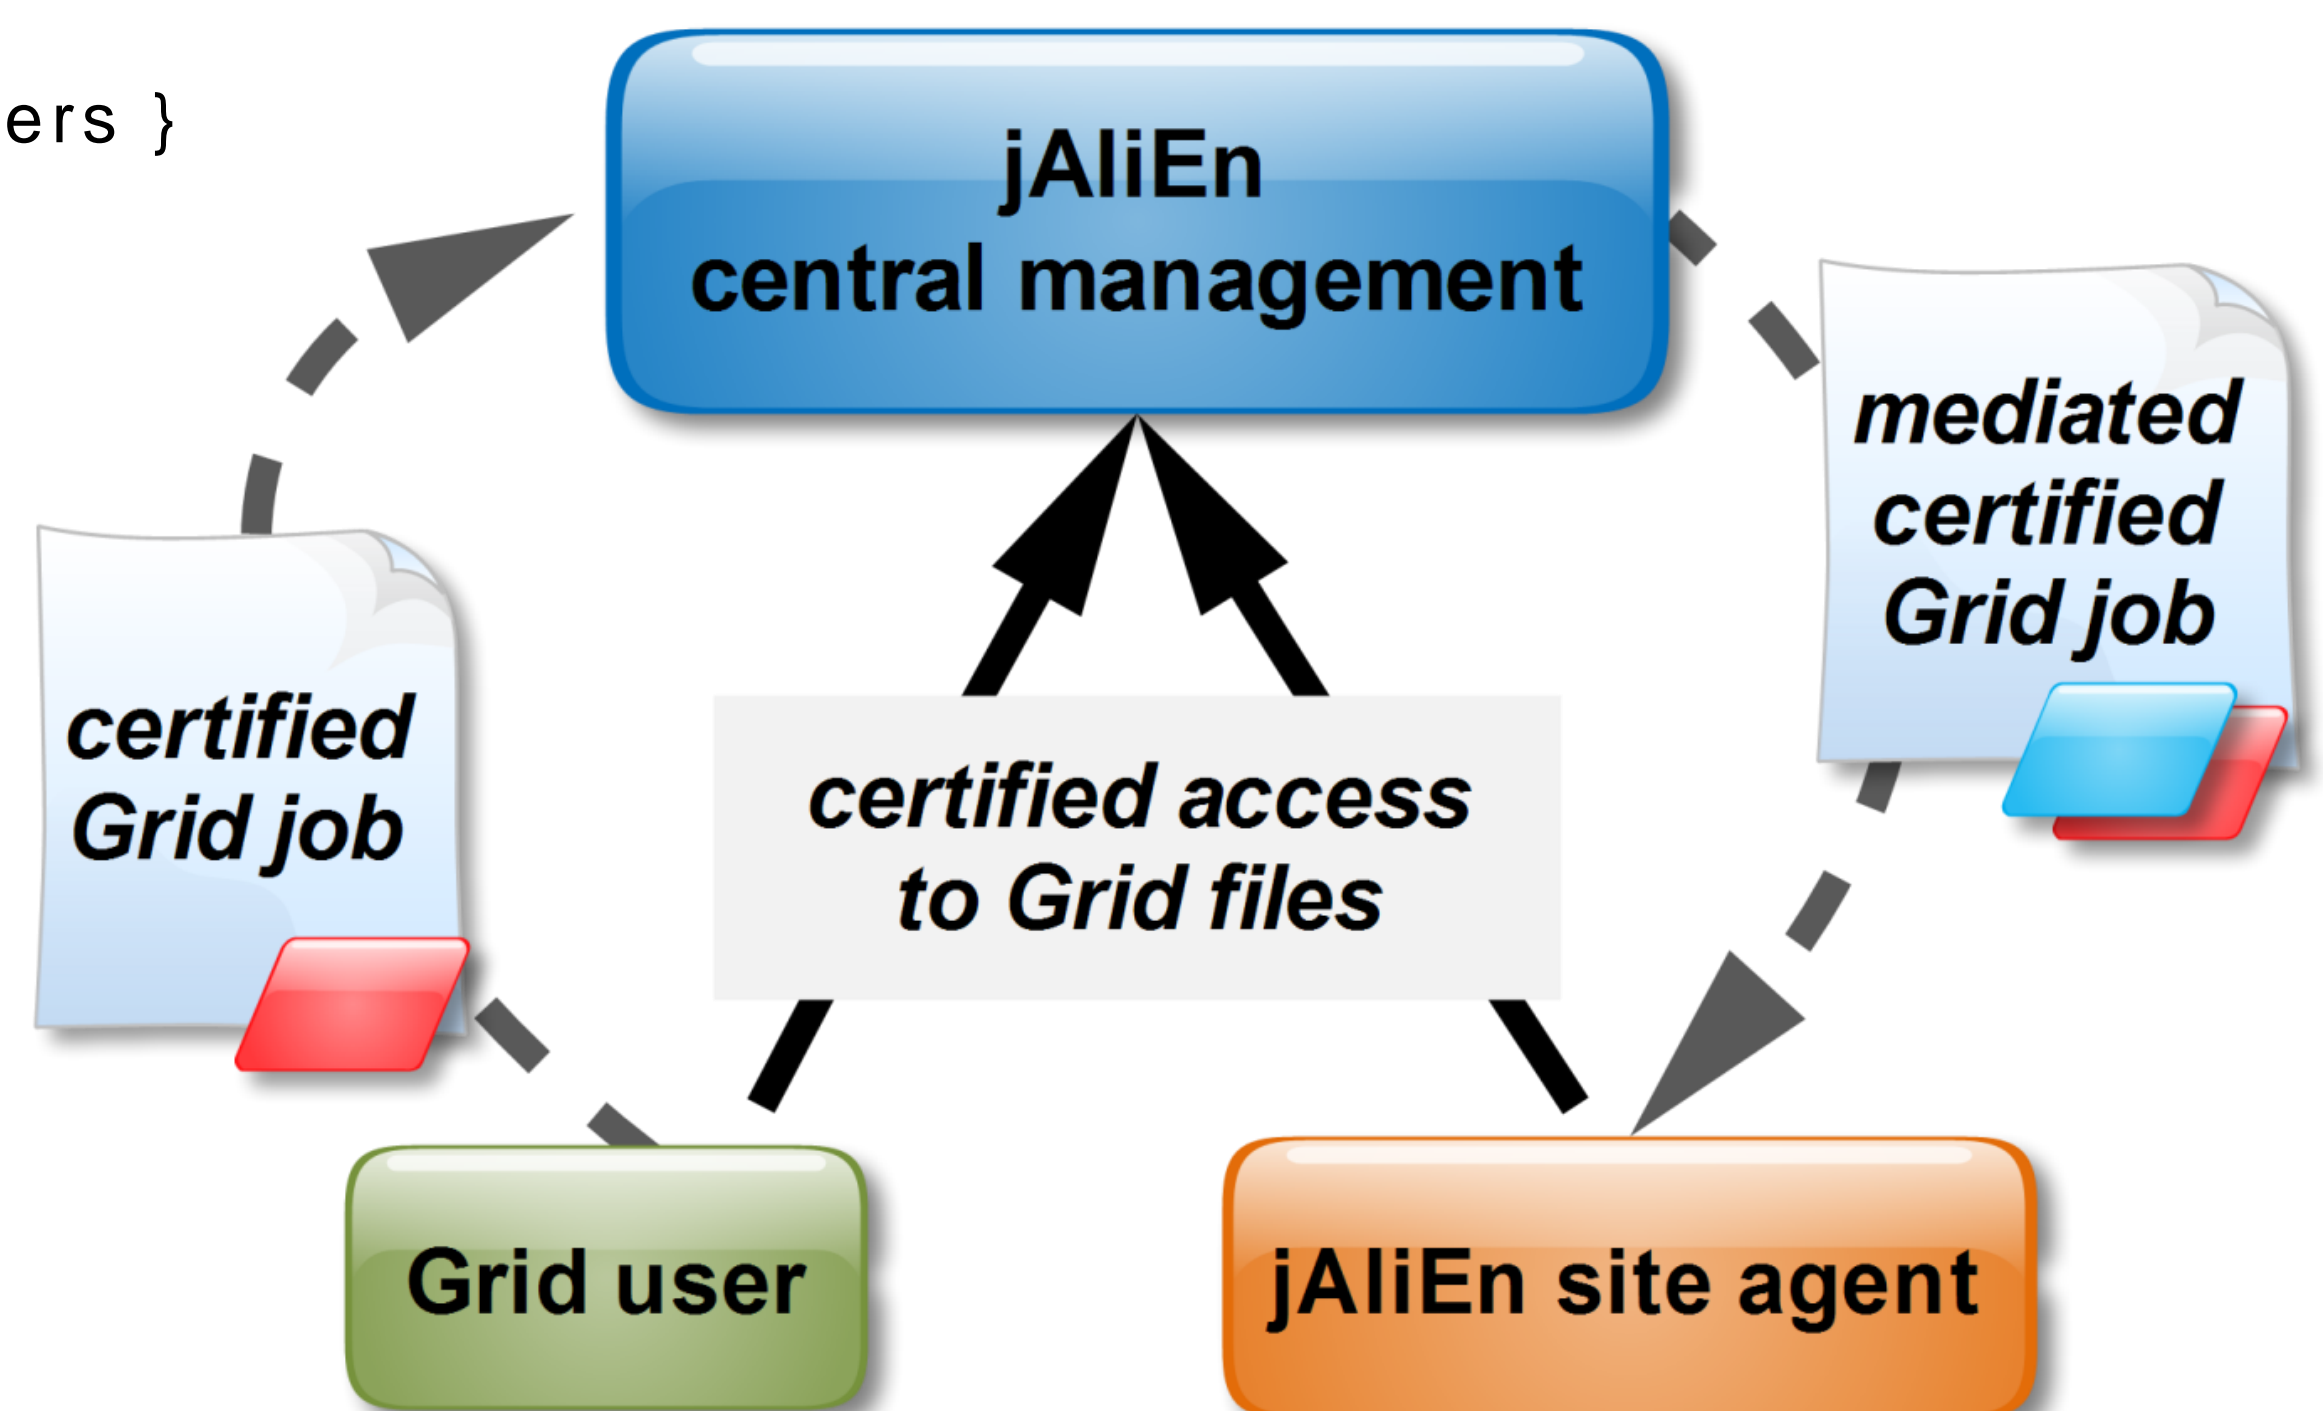 ers }
jAliEn
central management
mediated
certified
Grid job
certified
Grid job
certified access
to Grid files
Grid user
jAliEn site agent